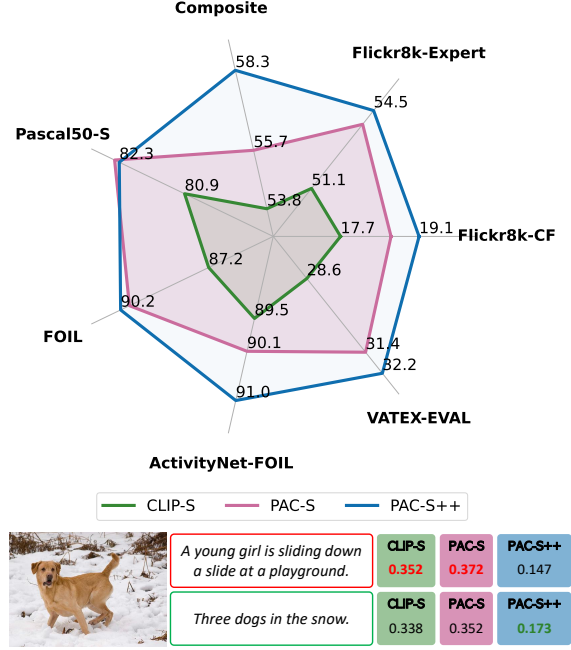 Composite
58.3
Flickr8k-Expert
54.5
55.7
Pascal50-S
82.3
80.9
51.1
53.8
17.7
19.1
Flickr8k-CF
87.2
28.6
90.2
89.5
FOIL
90.1
31.4
32.2
91.0
VATEX-EVAL
ActivityNet-FOIL
CLIP-S
PAC-S
PAC-S++
A young girl is sliding down
a slide at a playground.
CLIP-S
0.352
PAC-S
0.372
PAC-S++
0.147
Three dogs in the snow.
CLIP-S
0.338
PAC-S
0.352
PAC-S++
0.173